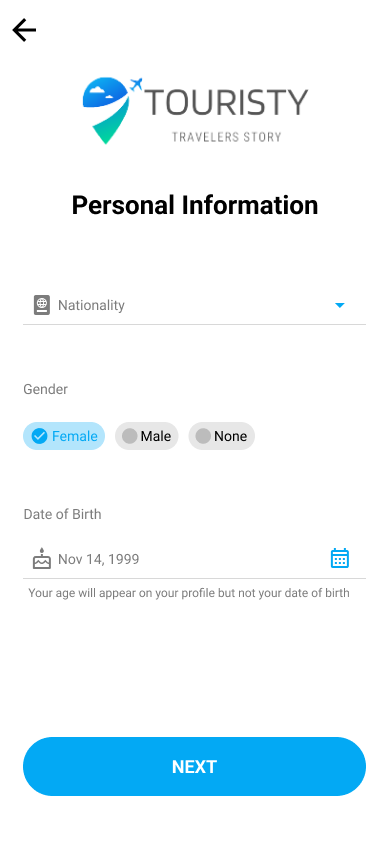 TOURISTY
TRAVELERS STORY
Personal Information
Nationality
Gender
Female Male None
Date of Birth
Nov 14, 1999
Your age will appear on your profile but not your date of birth
NEXT